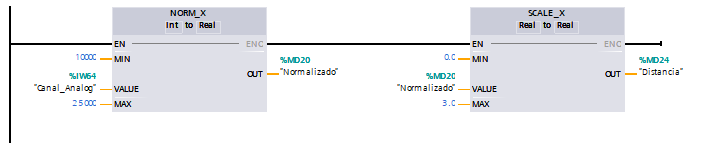 NORM_X
Int to Real
EN
ENO
10000
MIN
%MD20
OUT
"Normalizado"
%IW64
"Canal_Analog"
VALUE
25000
MAX
SCALE_X
Real to Real
EN
ENO
0.0
MIN
%MD24
OUT
"Distancia"
%MD20
"Normalizado"
VALUE
3.0
MAX